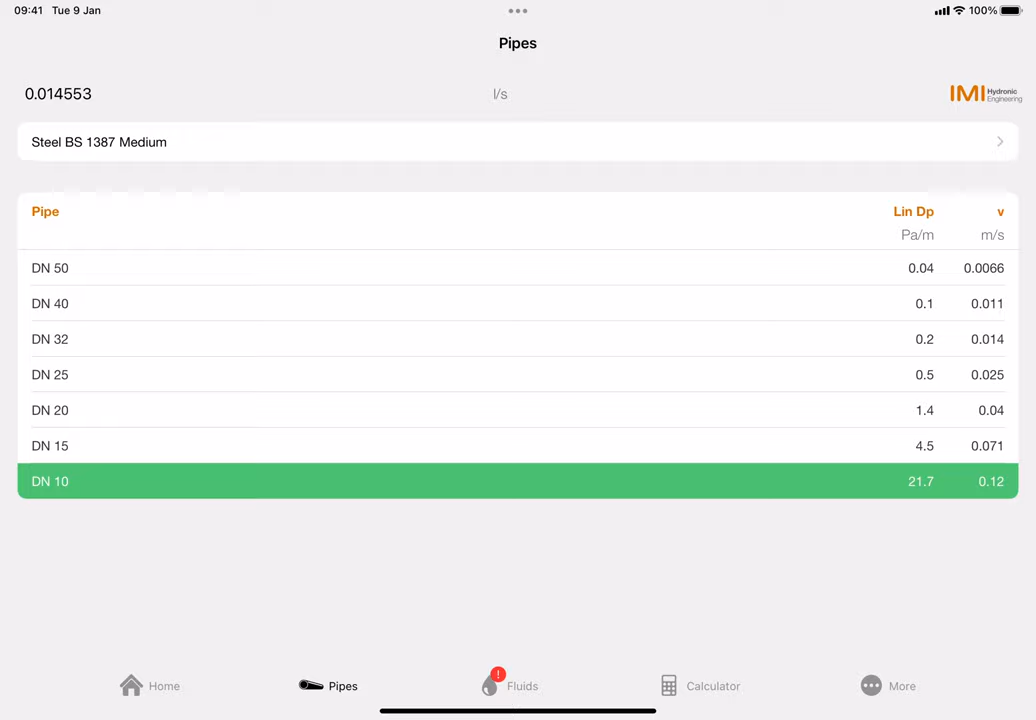 09:41 Tue 9 Jan 100%
Pipes
0.014553 l/s IMI Hydronic Engineering
Steel BS 1387 Medium
Pipe Lin Dp v
Pa/m m/s
DN 50 0.04 0.0066
DN 40 0.1 0.011
DN 32 0.2 0.014
DN 25 0.5 0.025
DN 20 1.4 0.04
DN 15 4.5 0.071
DN 10 21.7 0.12
Home Pipes ! Fluids Calculator More